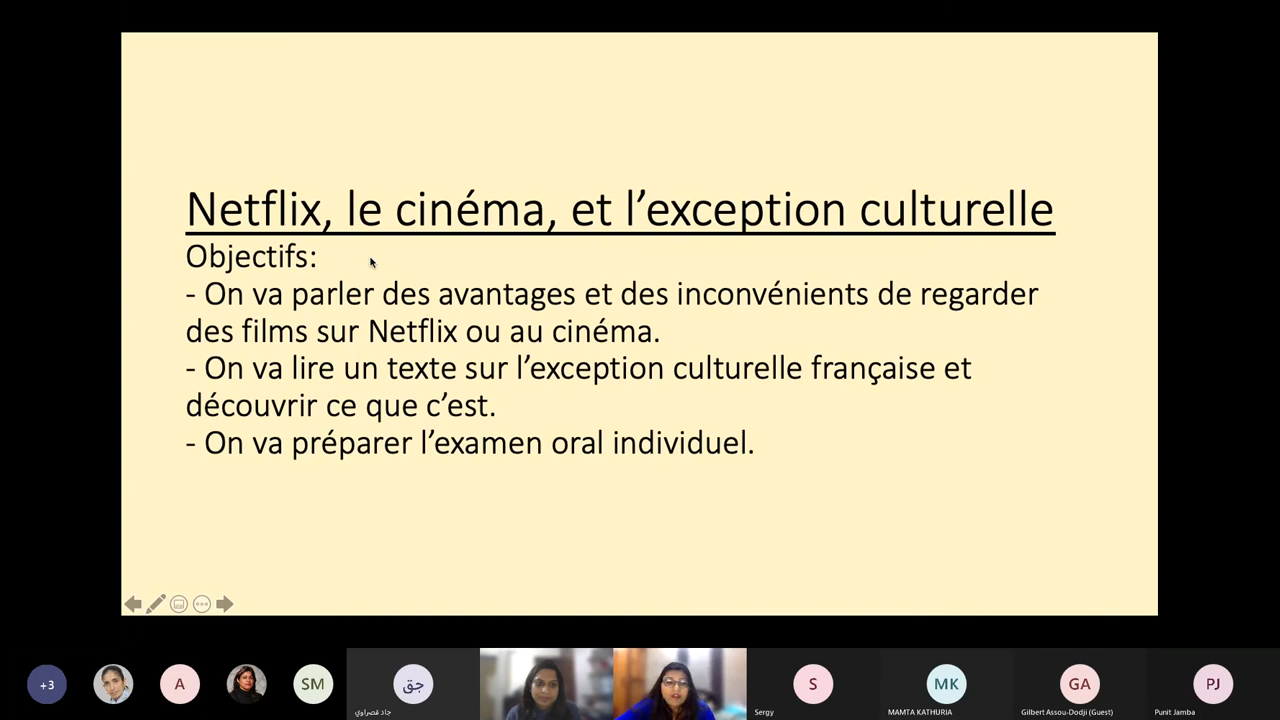 Netflix, le cinéma, et l’exception culturelle
Objectifs:
- On va parler des avantages et des inconvénients de regarder
des films sur Netflix ou au cinéma.
- On va lire un texte sur l’exception culturelle française et
découvrir ce que c’est.
- On va préparer l’examen oral individuel.
+3
A
SM
جق
S
MK
GA
PJ
جاد قصراوي
Sergy
MAMTA KATHURIA
Gilbert Assou-Dodji (Guest)
Punit Jamba